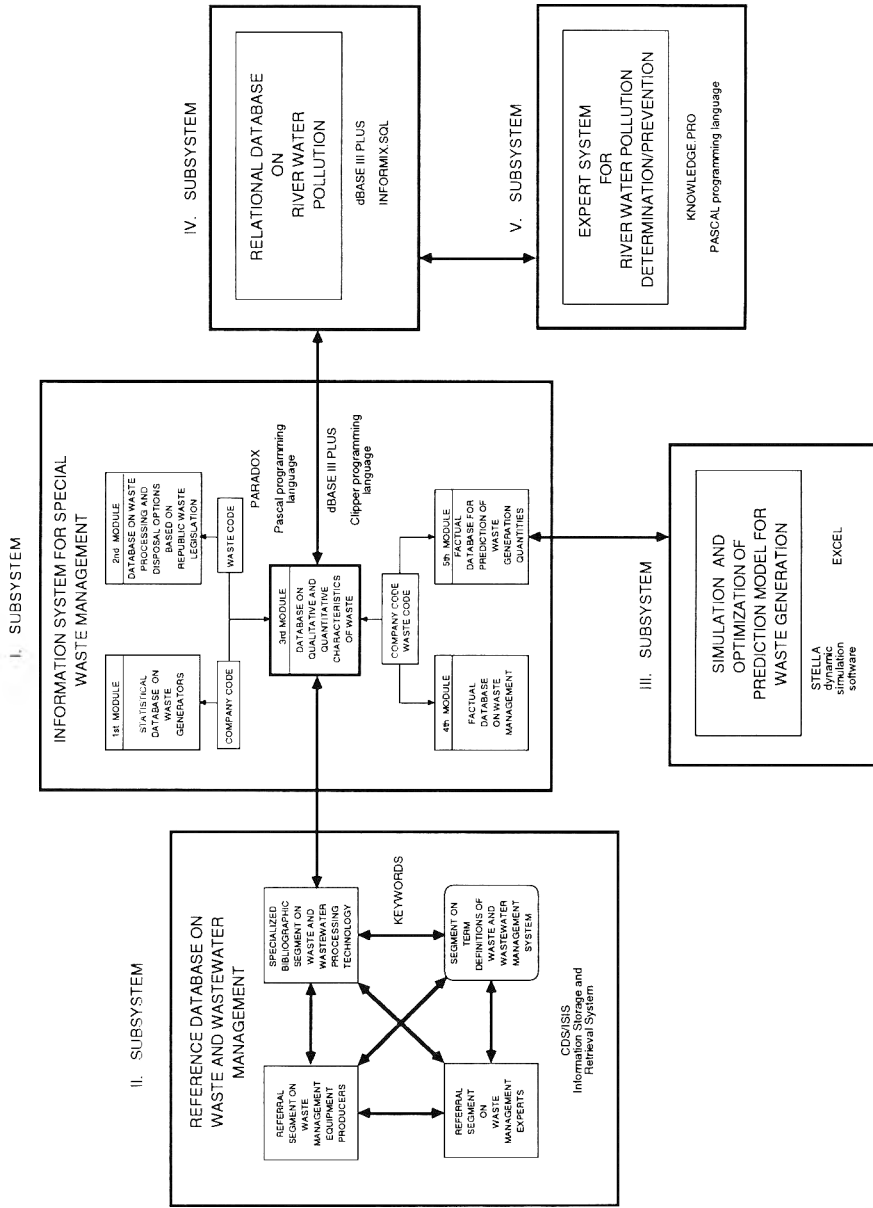 I. SUBSYSTEM
INFORMATION SYSTEM FOR SPECIAL
WASTE MANAGEMENT
1st MODULE
STATISTICAL
DATABASE ON
WASTE
GENERATORS
COMPANY CODE
2nd MODULE
DATABASE ON WASTE
PROCESSING AND
DISPOSAL OPTIONS
BASED ON
REPUBLIC WASTE
LEGISLATION
WASTE CODE
3rd MODULE
DATABASE ON
QUALITATIVE AND
QUANTITATIVE
CHARACTERISTICS
OF WASTE
PARADOX
Pascal programming
language
dBASE III PLUS
Clipper programming
language
COMPANY CODE
WASTE CODE
4th MODULE
FACTUAL
DATABASE
ON WASTE
MANAGEMENT
5th MODULE
FACTUAL
DATABASE FOR
PREDICTION OF
WASTE
GENERATION
QUANTITIES
II. SUBSYSTEM
REFERENCE DATABASE ON
WASTE AND WASTEWATER
MANAGEMENT
REFERRAL
SEGMENT ON
WASTE
MANAGEMENT
EQUIPMENT
PRODUCERS
SPECIALIZED
BIBLIOGRAPHIC
SEGMENT ON
WASTE AND
WASTEWATER
PROCESSING
TECHNOLOGY
KEYWORDS
REFERRAL
SEGMENT
ON
WASTE
MANAGEMENT
EXPERTS
SEGMENT ON
TERM
DEFINITIONS OF
WASTE AND
WASTEWATER
MANAGEMENT
SYSTEM
CDS/ISIS
Information Storage and
Retrieval System
III. SUBSYSTEM
SIMULATION AND
OPTIMIZATION OF
PREDICTION MODEL FOR
WASTE GENERATION
STELLA
dynamic
simulation
software
EXCEL
IV. SUBSYSTEM
RELATIONAL DATABASE
ON
RIVER WATER
POLLUTION
dBASE III PLUS
INFORMIX.SQL
V. SUBSYSTEM
EXPERT SYSTEM
FOR
RIVER WATER POLLUTION
DETERMINATION/PREVENTION
KNOWLEDGE.PRO
PASCAL programming language